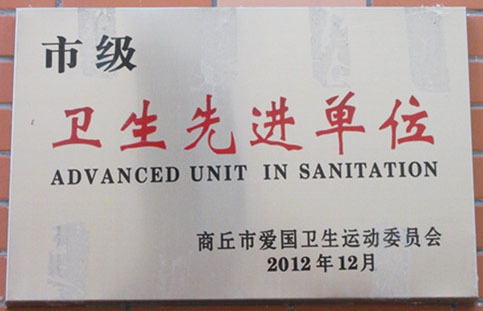 市级
卫生先进单位
ADVANCED UNIT IN SANITATION
商丘市爱国卫生运动委员会
2012年12月